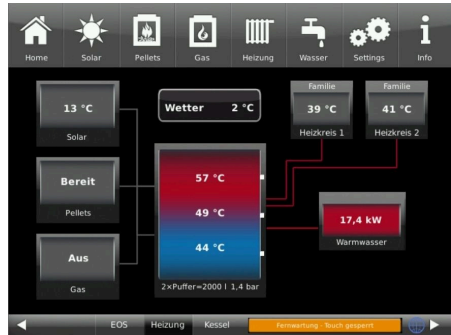 Home Solar Pellets Gas Heizung Wasser Settings Info
13 °C
Solar
Wetter 2 °C
Familie
39 °C
Heizkreis 1
Familie
41 °C
Heizkreis 2
Bereit
Pellets
57 °C
49 °C
44 °C
2×Puffer=2000 l 1,4 bar
17,4 kW
Warmwasser
Aus
Gas
EOS Heizung Kessel Fernwartung - Touch gesperrt